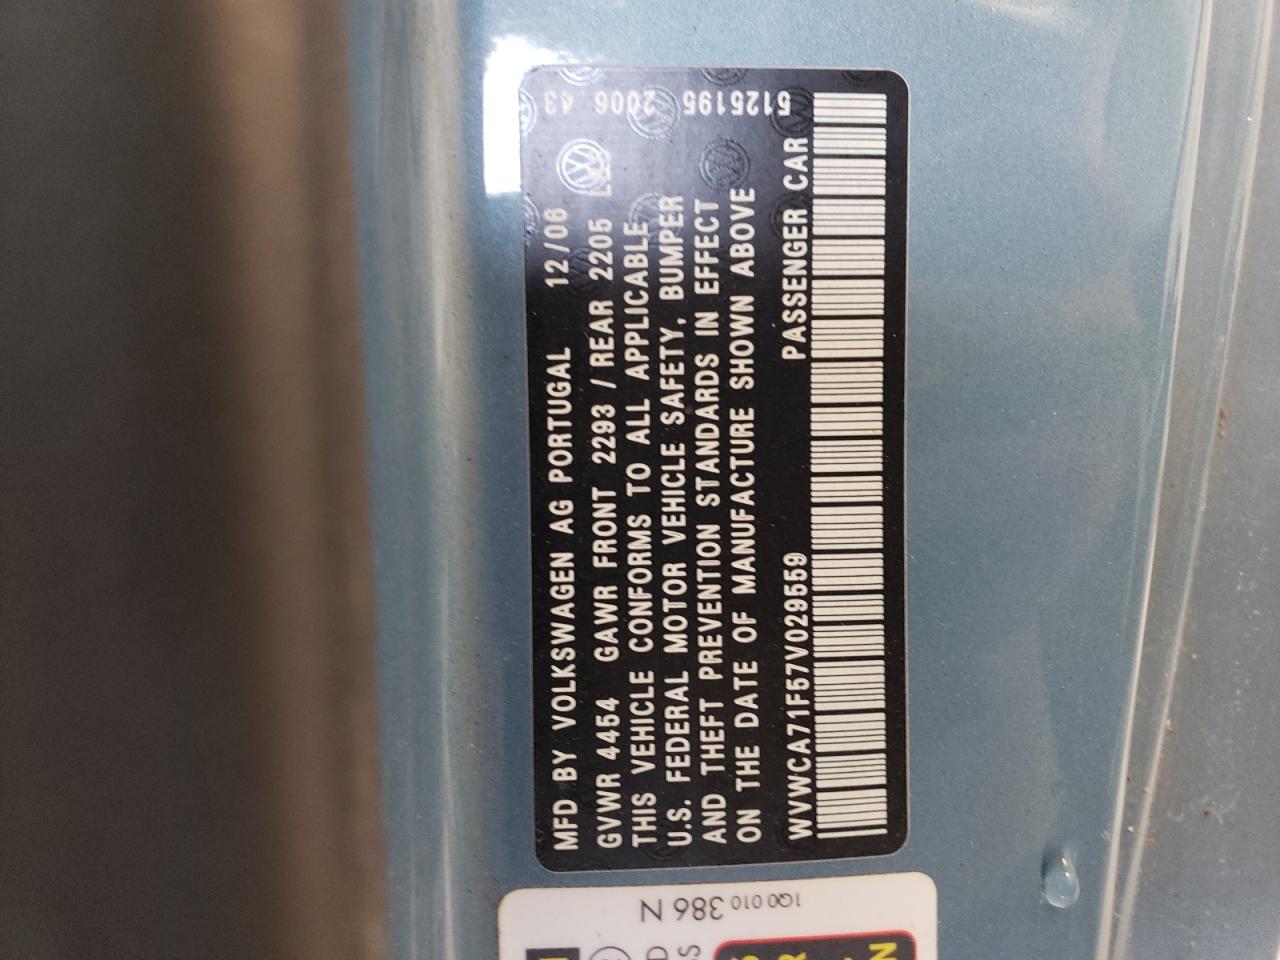 MFD BY VOLKSWAGEN AG PORTUGAL 12/06
GVWR 4454 GAWR FRONT 2293 / REAR 2205 LBS
THIS VEHICLE CONFORMS TO ALL APPLICABLE
U.S. FEDERAL MOTOR VEHICLE SAFETY, BUMPER
AND THEFT PREVENTION STANDARDS IN EFFECT
ON THE DATE OF MANUFACTURE SHOWN ABOVE
WVWCA71F57V029559 PASSENGER CAR
2006 43 5125195
1Q0 010 386 N